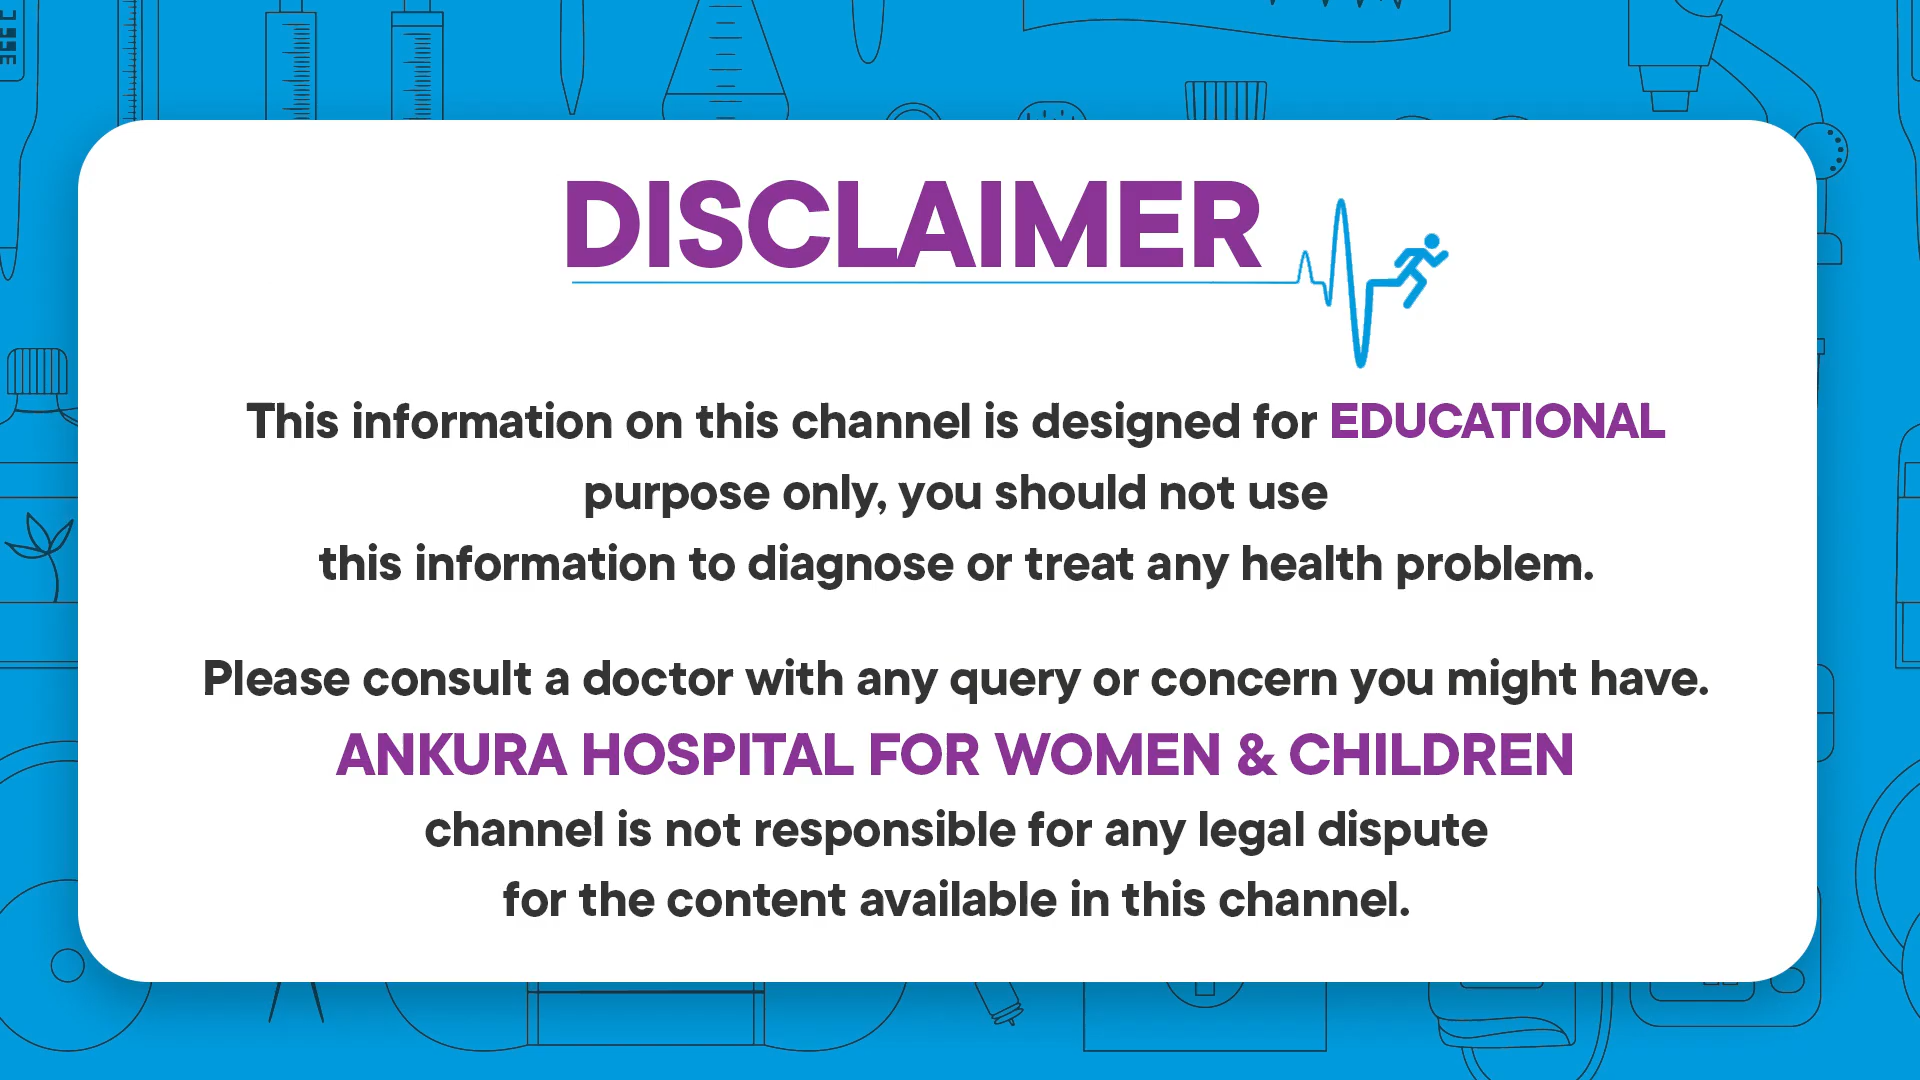 DISCLAIMER
This information on this channel is designed for EDUCATIONAL
purpose only, you should not use
this information to diagnose or treat any health problem.
Please consult a doctor with any query or concern you might have.
ANKURA HOSPITAL FOR WOMEN & CHILDREN
channel is not responsible for any legal dispute
for the content available in this channel.